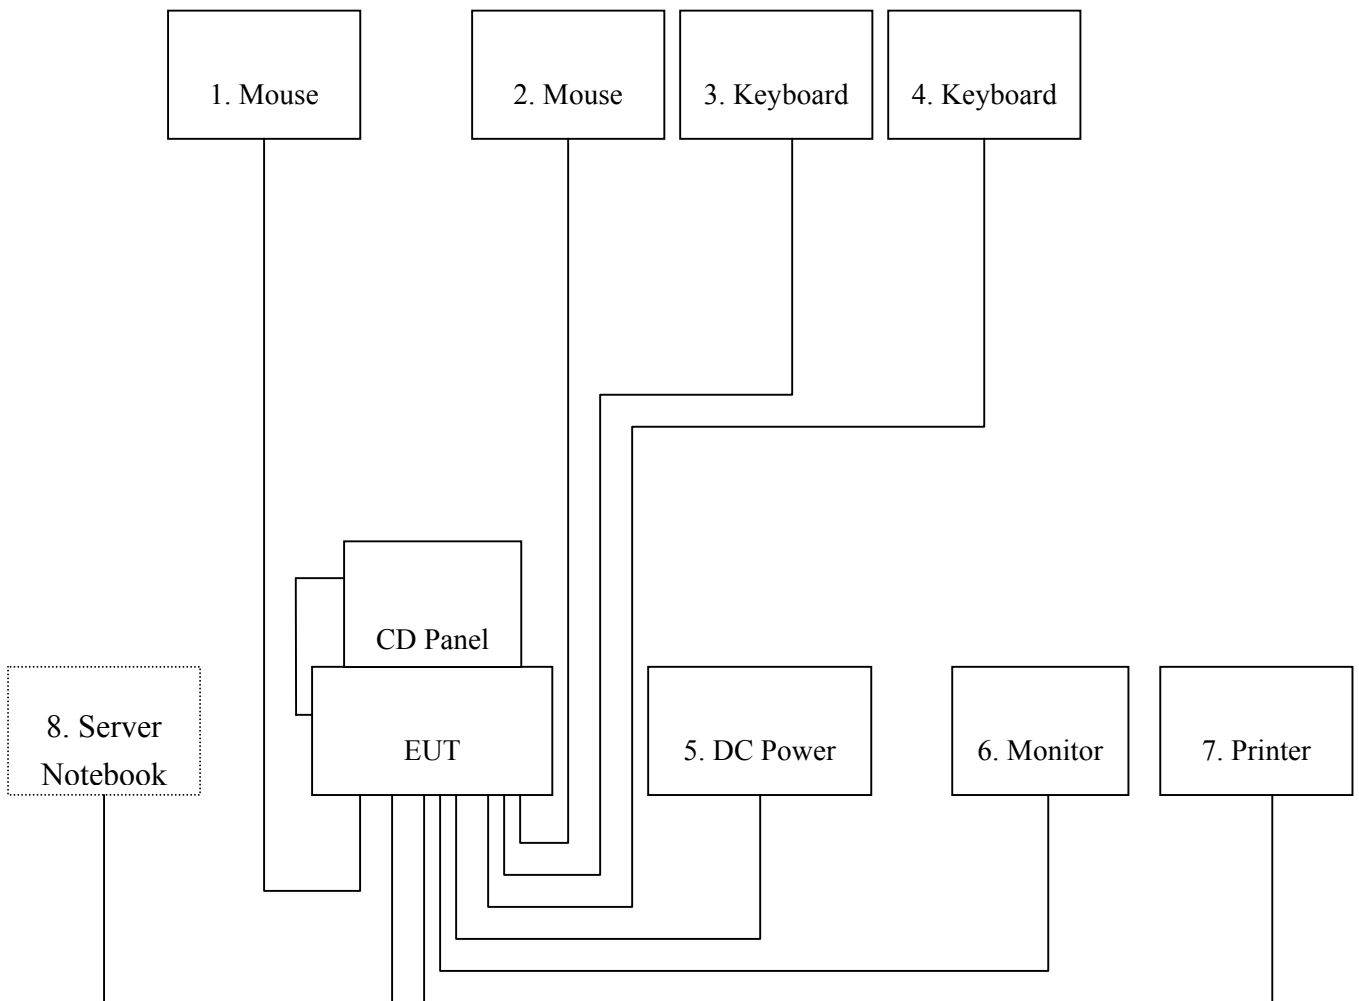 1. Mouse
2. Mouse
3. Keyboard
4. Keyboard
CD Panel
8. Server
Notebook
EUT
5. DC Power
6. Monitor
7. Printer